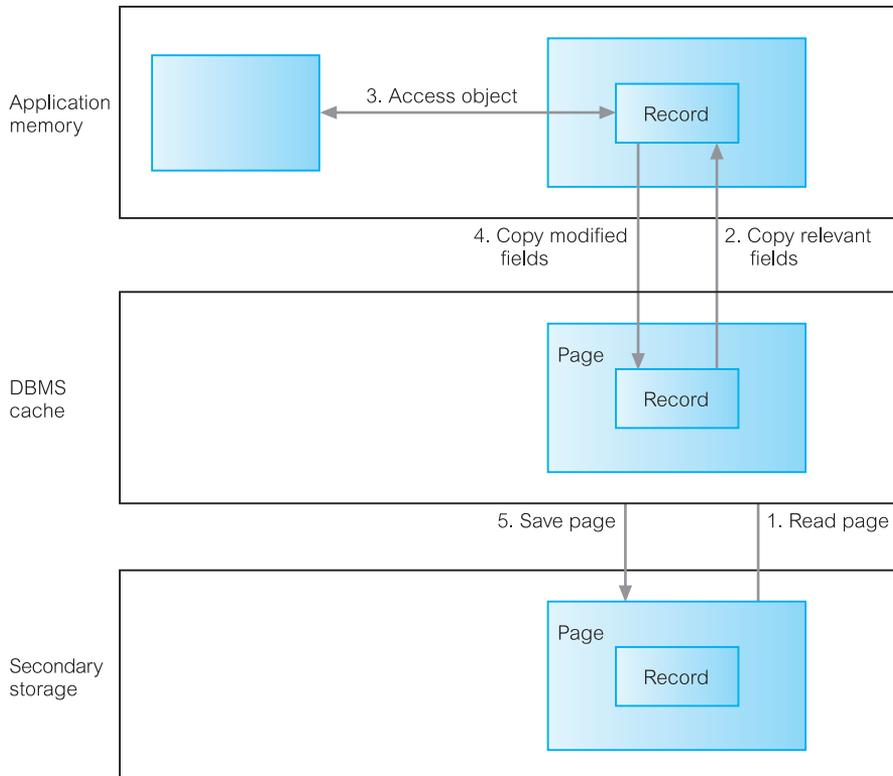 Application
memory
3. Access object
Record
4. Copy modified
fields
2. Copy relevant
fields
DBMS
cache
Page
Record
5. Save page
1. Read page
Secondary
storage
Page
Record